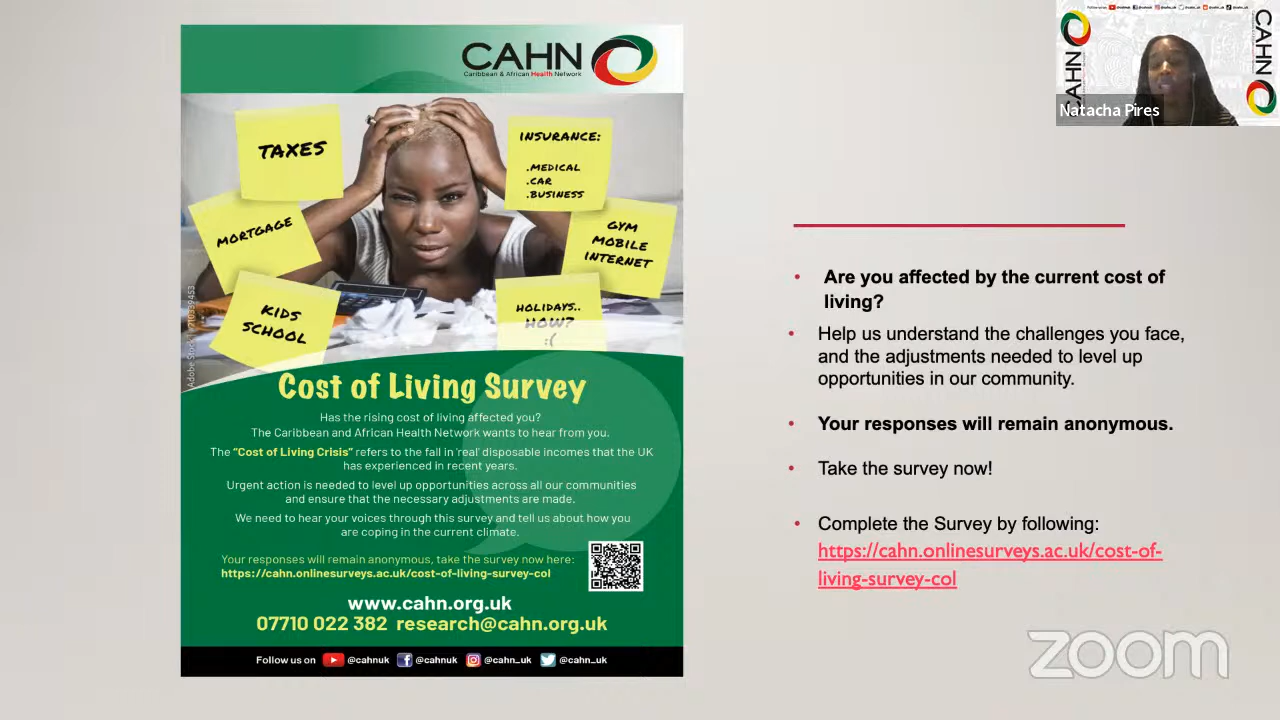 CAHN
Caribbean & African Health Network
TAXES
INSURANCE:
.MEDICAL
.CAR
.BUSINESS
MORTGAGE
GYM
MOBILE
INTERNET
KIDS
SCHOOL
HOLIDAYS..
HOW?
:(
Cost of Living Survey
Has the rising cost of living affected you?
The Caribbean and African Health Network wants to hear from you.
The "Cost of Living Crisis" refers to the fall in 'real' disposable incomes that the UK
has experienced in recent years.
Urgent action is needed to level up opportunities across all our communities
and ensure that the necessary adjustments are made.
We need to hear your voices through this survey and tell us about how you
are coping in the current climate.
Your responses will remain anonymous, take the survey now here:
https://cahn.onlinesurveys.ac.uk/cost-of-living-survey-col
www.cahn.org.uk
07710 022 382 research@cahn.org.uk
Follow us on @cahnuk @cahnuk @cahn_uk @cahn_uk
CAHN
CAHN
Natacha Pires
• Are you affected by the current cost of
living?
• Help us understand the challenges you face,
and the adjustments needed to level up
opportunities in our community.
• Your responses will remain anonymous.
• Take the survey now!
• Complete the Survey by following:
https://cahn.onlinesurveys.ac.uk/cost-of-
living-survey-col
zoom